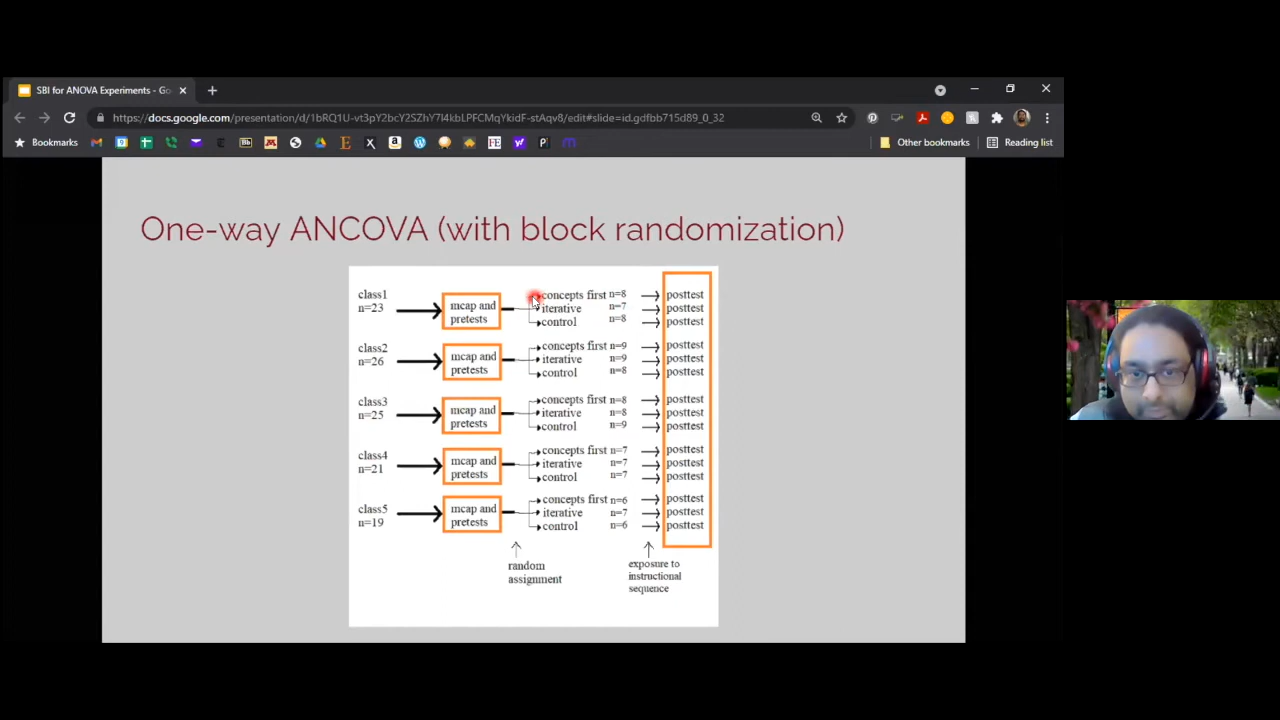 SBI for ANOVA Experiments - Go
https://docs.google.com/presentation/d/1bRQ1U-vt3pY2bcY2SZhY7l4kbLPFCMqYkidF-stAqv8/edit#slide=id.gdfbb715d89_0_32
Bookmarks
Other bookmarks
Reading list
One-way ANCOVA (with block randomization)
class1
n=23
mcap and
pretests
concepts first n=8 posttest
iterative n=7 posttest
control n=8 posttest
class2
n=26
mcap and
pretests
concepts first n=9 posttest
iterative n=9 posttest
control n=8 posttest
class3
n=25
mcap and
pretests
concepts first n=8 posttest
iterative n=8 posttest
control n=9 posttest
class4
n=21
mcap and
pretests
concepts first n=7 posttest
iterative n=7 posttest
control n=7 posttest
class5
n=19
mcap and
pretests
concepts first n=6 posttest
iterative n=7 posttest
control n=6 posttest
random
assignment
exposure to
instructional
sequence